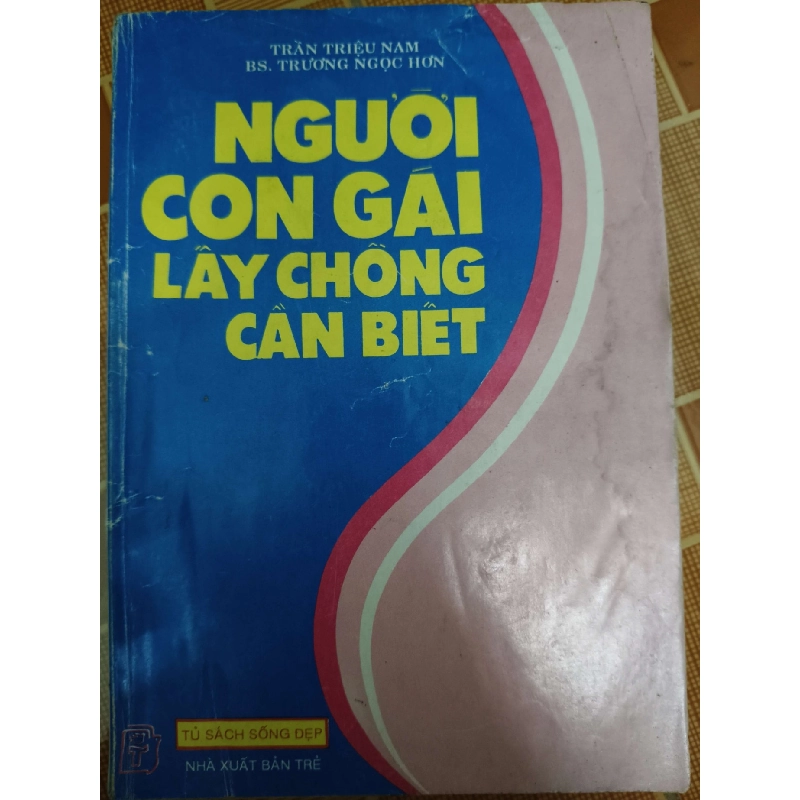 TRẦN TRIỆU NAM
BS. TRƯƠNG NGỌC HƠN
NGƯỜI
CON GÁI
LẤY CHỒNG
CẦN BIẾT
TỦ SÁCH SỐNG ĐẸP
NHÀ XUẤT BẢN TRẺ